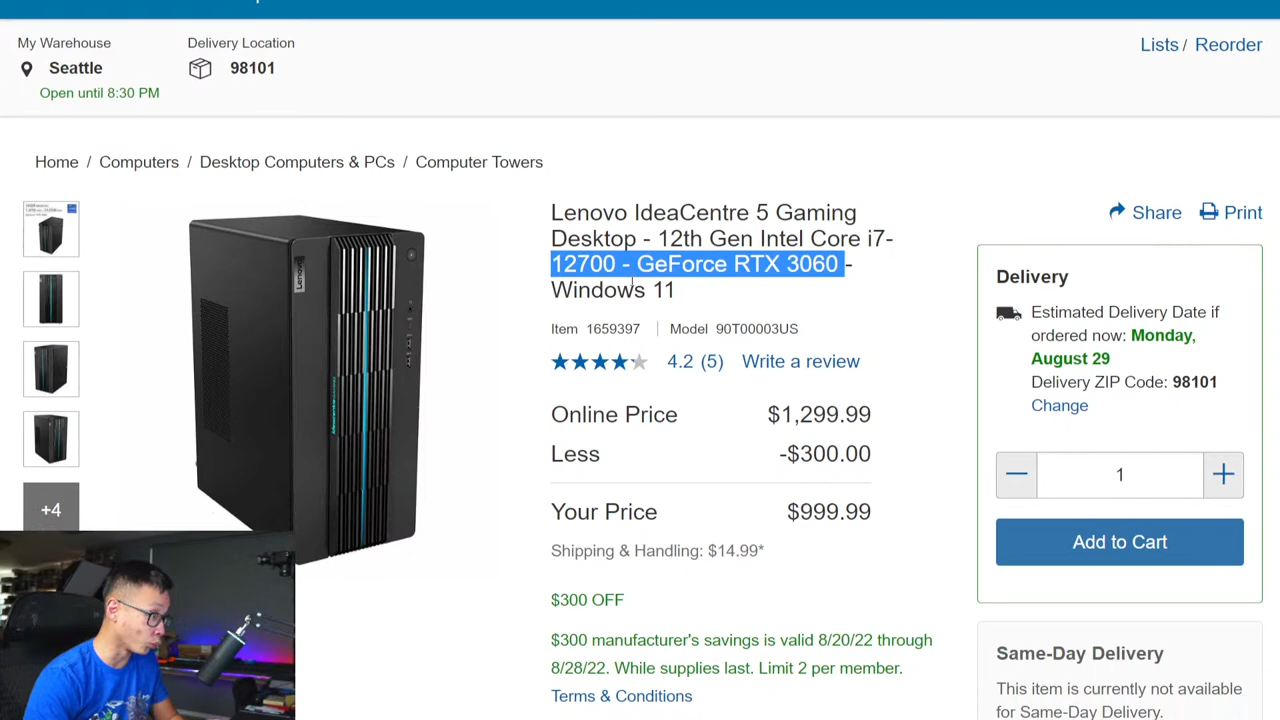 My Warehouse
Delivery Location
Lists / Reorder
Seattle
98101
Open until 8:30 PM
Home / Computers / Desktop Computers & PCs / Computer Towers
Lenovo IdeaCentre 5 Gaming
Desktop - 12th Gen Intel Core i7-
12700 - GeForce RTX 3060 -
Windows 11
Share
Print
Item 1659397 | Model 90T00003US
4.2 (5) Write a review
Online Price $1,299.99
Less -$300.00
Your Price $999.99
Shipping & Handling: $14.99*
$300 OFF
$300 manufacturer's savings is valid 8/20/22 through
8/28/22. While supplies last. Limit 2 per member.
Terms & Conditions
Delivery
Estimated Delivery Date if
ordered now: Monday,
August 29
Delivery ZIP Code: 98101
Change
1
Add to Cart
Same-Day Delivery
This item is currently not available
for Same-Day Delivery.
+4
Lenovo